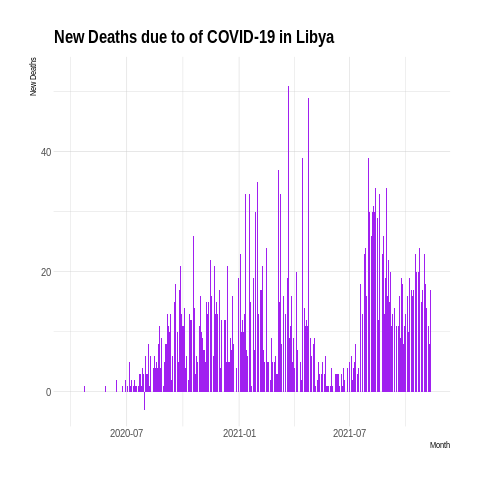 New Deaths due to of COVID-19 in Libya
New Deaths
40
20
0
2020-07
2021-01
2021-07
Month